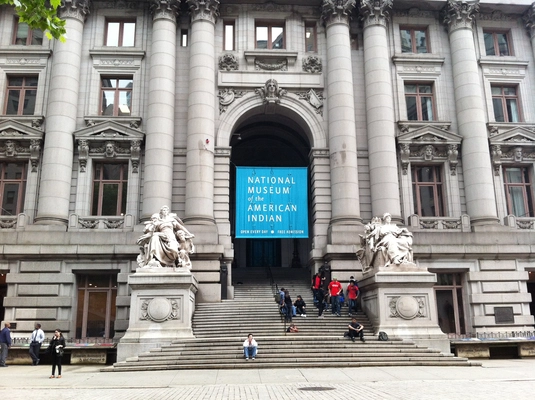 NATIONAL
MUSEUM
of the
AMERICAN
INDIAN
OPEN EVERY DAY FREE ADMISSION